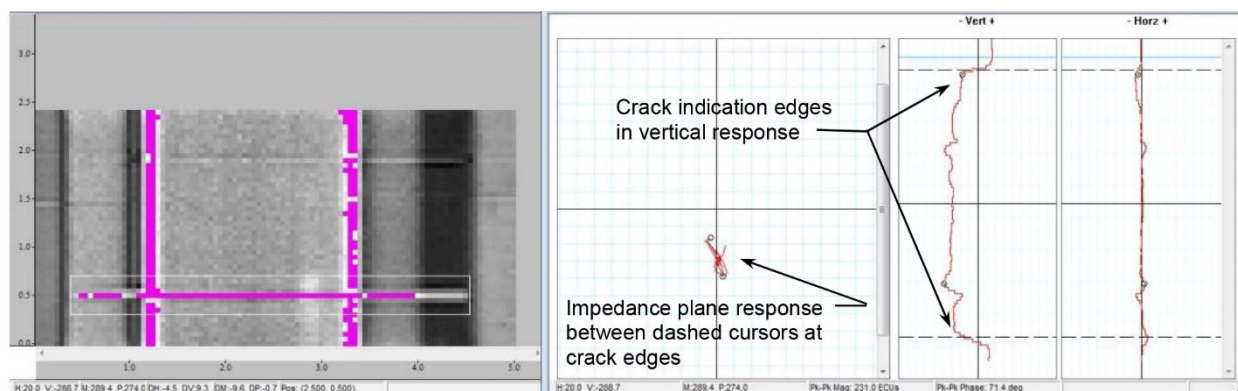 - Vert +
- Horz +
3.0
2.5
2.0
1.5
1.0
0.5
0.0
Crack indication edges
in vertical response
Impedance plane response
between dashed cursors at
crack edges
1.0
2.0
3.0
4.0
5.0
H:20.0 V:-288.7 M:289.4 P:274.0 DH:-4.5 DV:9.3 DM:-9.6 DP:-0.7 Pos: (2.500, 0.500)
H:20.0 V:-288.7
M:289.4 P:274.0
Pk-Pk Mag: 231.0 ECUs
Pk-Pk Phase: 71.4 deg